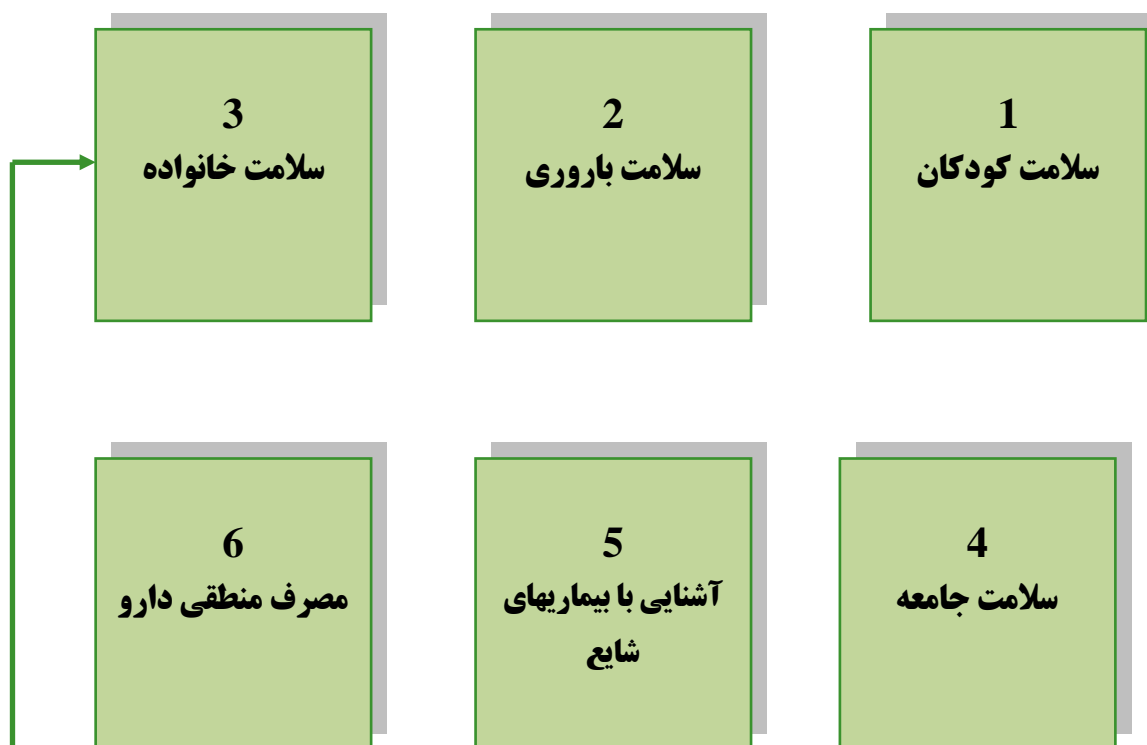 1
سلامت کودکان
2
سلامت باروری
3
سلامت خانواده
4
سلامت جامعه
5
آشنایی با بیماریهای
شایع
6
مصرف منطقی دارو